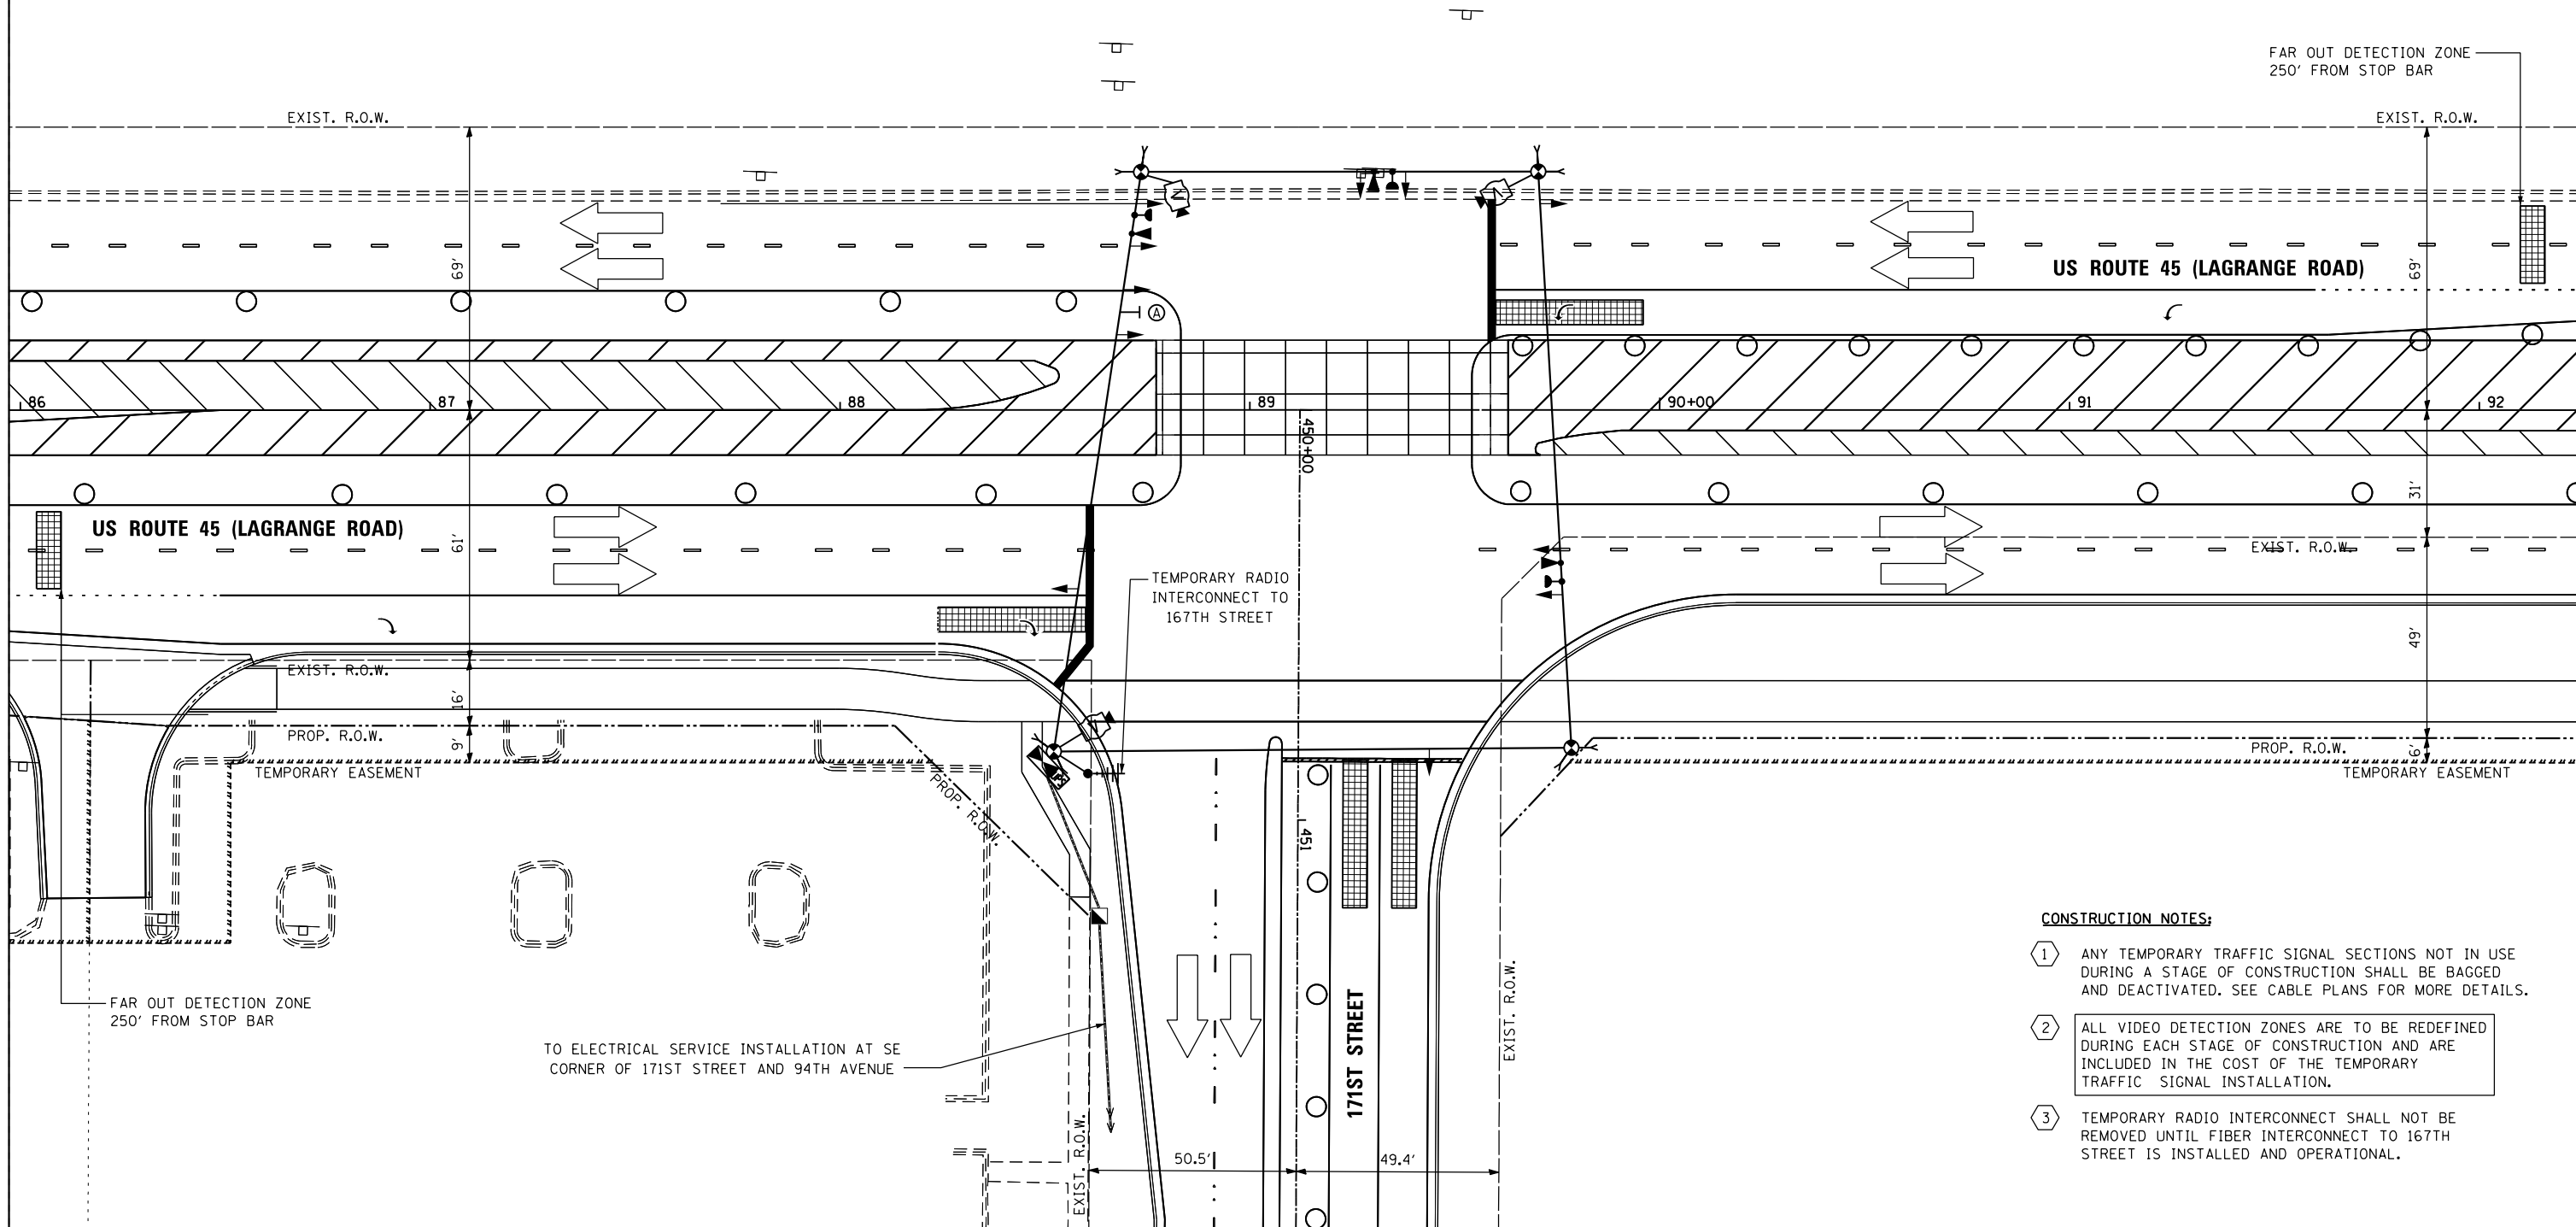 FAR OUT DETECTION ZONE
250' FROM STOP BAR
EXIST. R.O.W.
EXIST. R.O.W.
69'
US ROUTE 45 (LAGRANGE ROAD)
69'
A
86
87
88
89
90+00
91
92
450+00
US ROUTE 45 (LAGRANGE ROAD)
61'
31'
EXIST. R.O.W.
TEMPORARY RADIO
INTERCONNECT TO
167TH STREET
49'
EXIST. R.O.W.
16'
PROP. R.O.W.
9'
TEMPORARY EASEMENT
PROP. R.O.W.
PROP. R.O.W.
6'
TEMPORARY EASEMENT
451
FAR OUT DETECTION ZONE
250' FROM STOP BAR
TO ELECTRICAL SERVICE INSTALLATION AT SE
CORNER OF 171ST STREET AND 94TH AVENUE
171ST STREET
EXIST. R.O.W.
EXIST. R.O.W.
50.5'
49.4'
CONSTRUCTION NOTES:
1 ANY TEMPORARY TRAFFIC SIGNAL SECTIONS NOT IN USE
DURING A STAGE OF CONSTRUCTION SHALL BE BAGGED
AND DEACTIVATED. SEE CABLE PLANS FOR MORE DETAILS.
2 ALL VIDEO DETECTION ZONES ARE TO BE REDEFINED
DURING EACH STAGE OF CONSTRUCTION AND ARE
INCLUDED IN THE COST OF THE TEMPORARY
TRAFFIC SIGNAL INSTALLATION.
3 TEMPORARY RADIO INTERCONNECT SHALL NOT BE
REMOVED UNTIL FIBER INTERCONNECT TO 167TH
STREET IS INSTALLED AND OPERATIONAL.